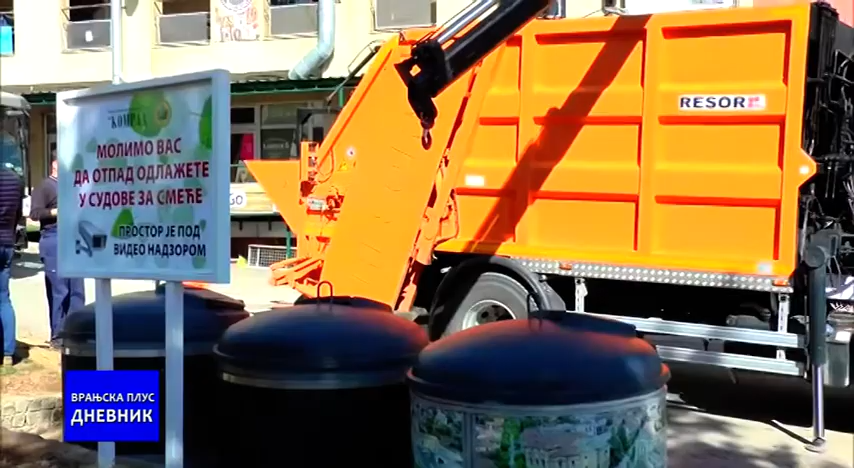 "КОМРАД"
МОЛИМО ВАС
ДА ОТПАД ОДЛАЖЕТЕ
У СУДОВЕ ЗА СМЕЋЕ
ПРОСТОР ЈЕ ПОД
ВИДЕО НАДЗОРОМ
RESOR
ВРАЊСКА ПЛУС
ДНЕВНИК